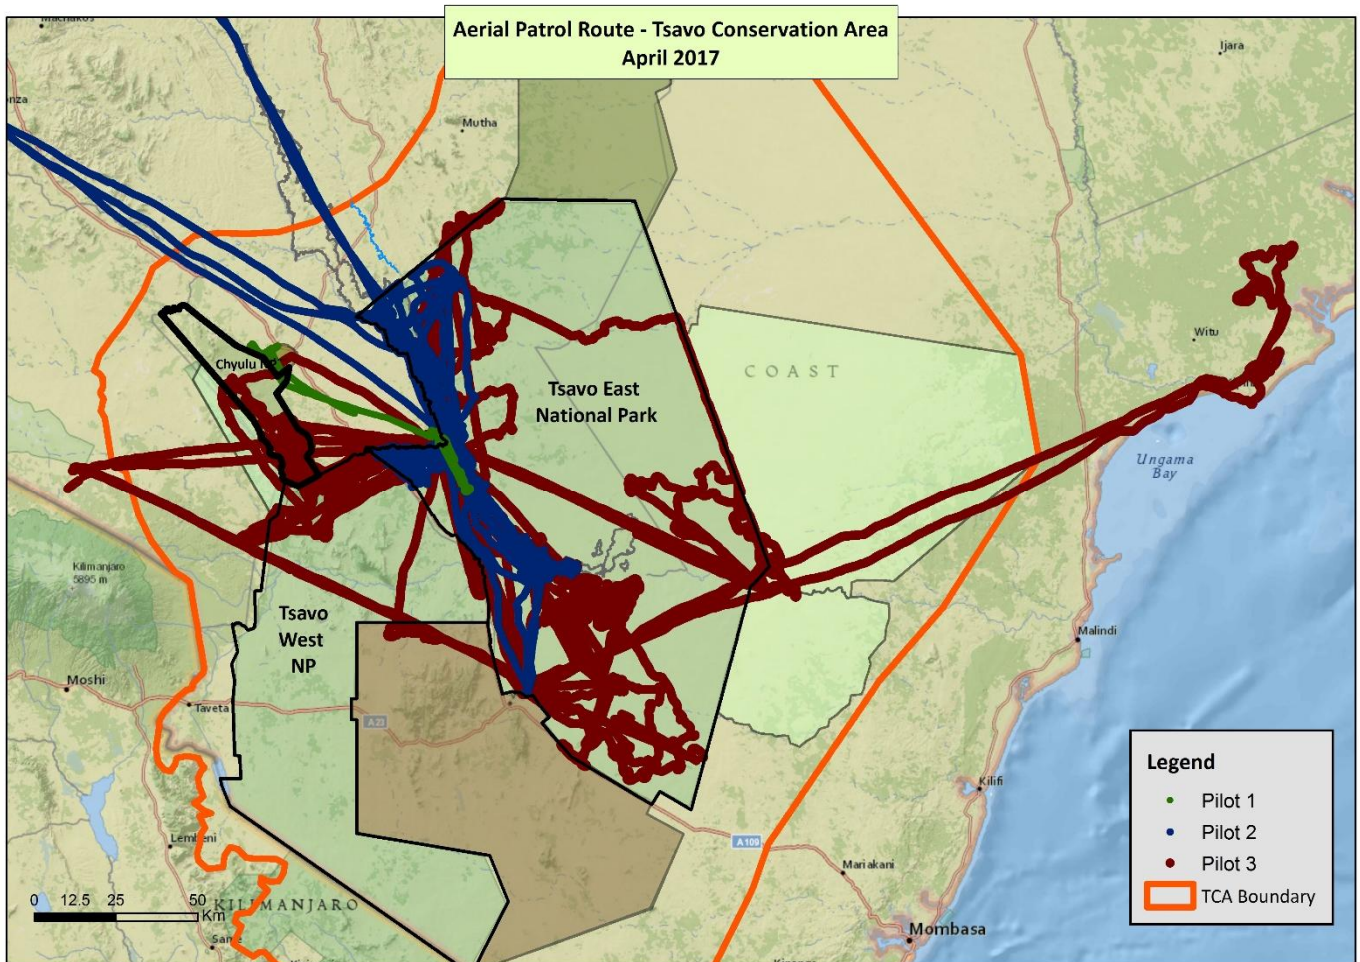 Aerial Patrol Route - Tsavo Conservation Area
April 2017
Ijara
Mutha
Witu
COAST
Chyulu
Tsavo East
National Park
Ungama
Bay
Kilimanjaro
5895 m
Tsavo
West
NP
Malindi
Moshi
Taveta
A23
Legend
Pilot 1
Pilot 2
Pilot 3
TCA Boundary
Kilifi
A109
Lembeni
Mariakani
0 12.5 25 50
Km
KILIMANJARO
Same
Mombasa